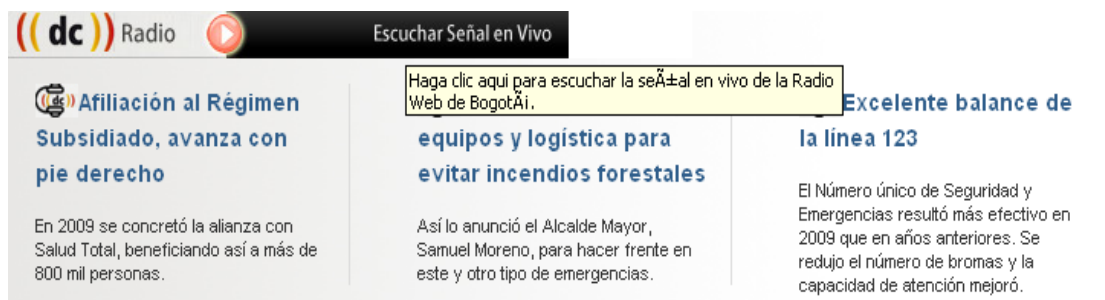 ((dc)) Radio
Escuchar Señal en Vivo
Haga clic aqui para escuchar la seÃ±al en vivo de la Radio
Web de BogotÃ¡.
Afiliación al Régimen
Subsidiado, avanza con
pie derecho
En 2009 se concretó la alianza con
Salud Total, beneficiando así a más de
800 mil personas.
equipos y logística para
evitar incendios forestales
Así lo anunció el Alcalde Mayor,
Samuel Moreno, para hacer frente en
este y otro tipo de emergencias.
Excelente balance de
la línea 123
El Número único de Seguridad y
Emergencias resultó más efectivo en
2009 que en años anteriores. Se
redujo el número de bromas y la
capacidad de atención mejoró.